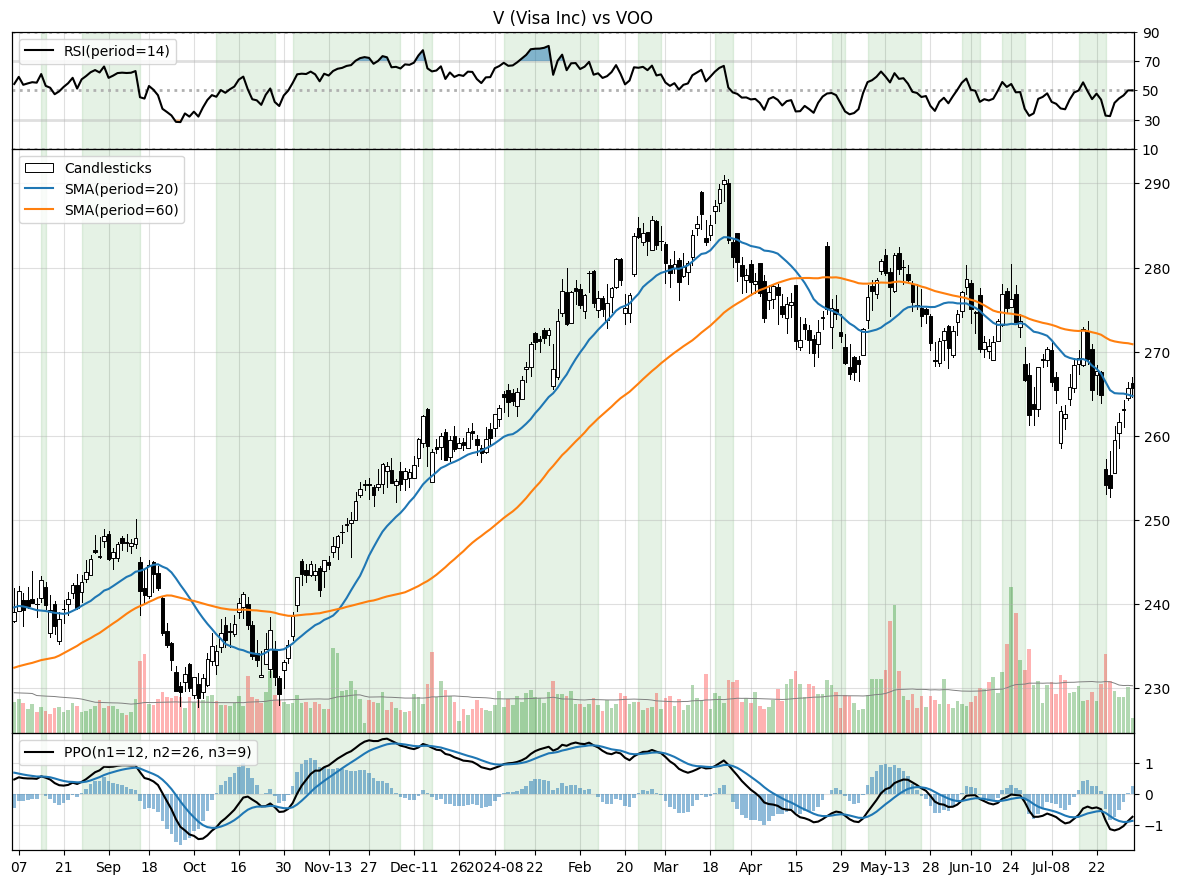 V (Visa Inc) vs VOO
RSI(period=14)
90
70
50
30
10
Candlesticks
SMA(period=20)
SMA(period=60)
290
280
270
260
250
240
230
PPO(n1=12, n2=26, n3=9)
1
0
−1
07 21 Sep 18 Oct 16 30 Nov-13 27 Dec-11 26 2024-08 22 Feb 20 Mar 18 Apr 15 29 May-13 28 Jun-10 24 Jul-08 22